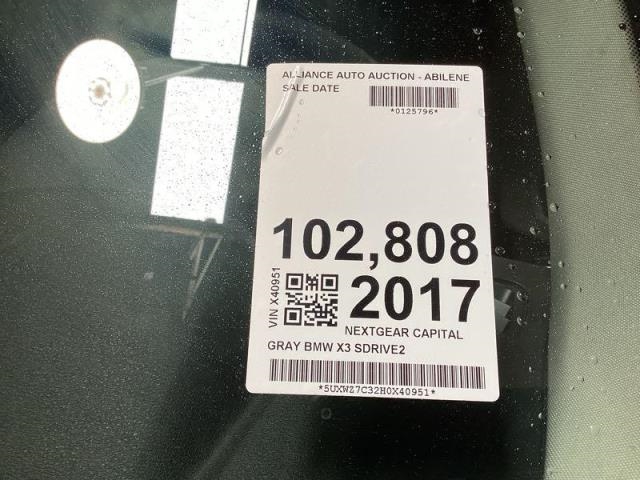 ALLIANCE AUTO AUCTION - ABILENE
SALE DATE
*0125796*
102,808
VIN X40951
2017
NEXTGEAR CAPITAL
GRAY BMW X3 SDRIVE2
*5UXWZ7C32H0X40951*